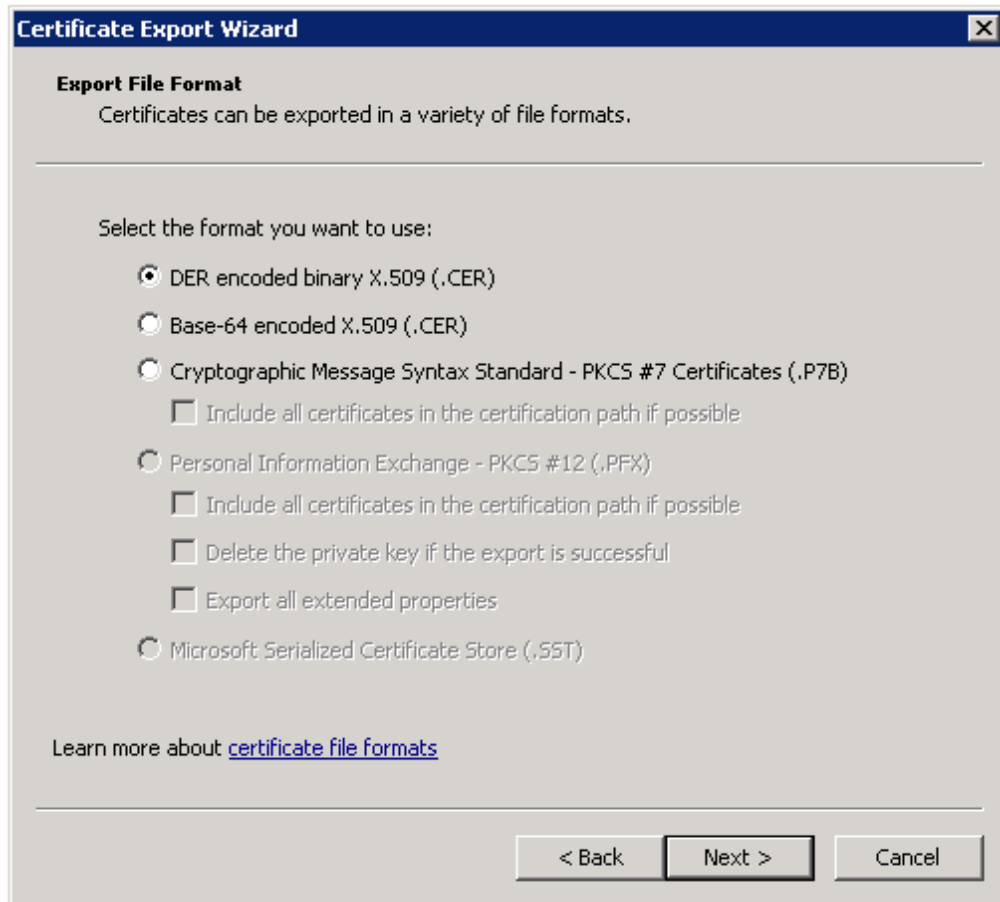 Certificate Export Wizard
Export File Format
Certificates can be exported in a variety of file formats.
Select the format you want to use:
DER encoded binary X.509 (.CER)
Base-64 encoded X.509 (.CER)
Cryptographic Message Syntax Standard - PKCS #7 Certificates (.P7B)
Include all certificates in the certification path if possible
Personal Information Exchange - PKCS #12 (.PFX)
Include all certificates in the certification path if possible
Delete the private key if the export is successful
Export all extended properties
Microsoft Serialized Certificate Store (.SST)
Learn more about certificate file formats
< Back Next > Cancel